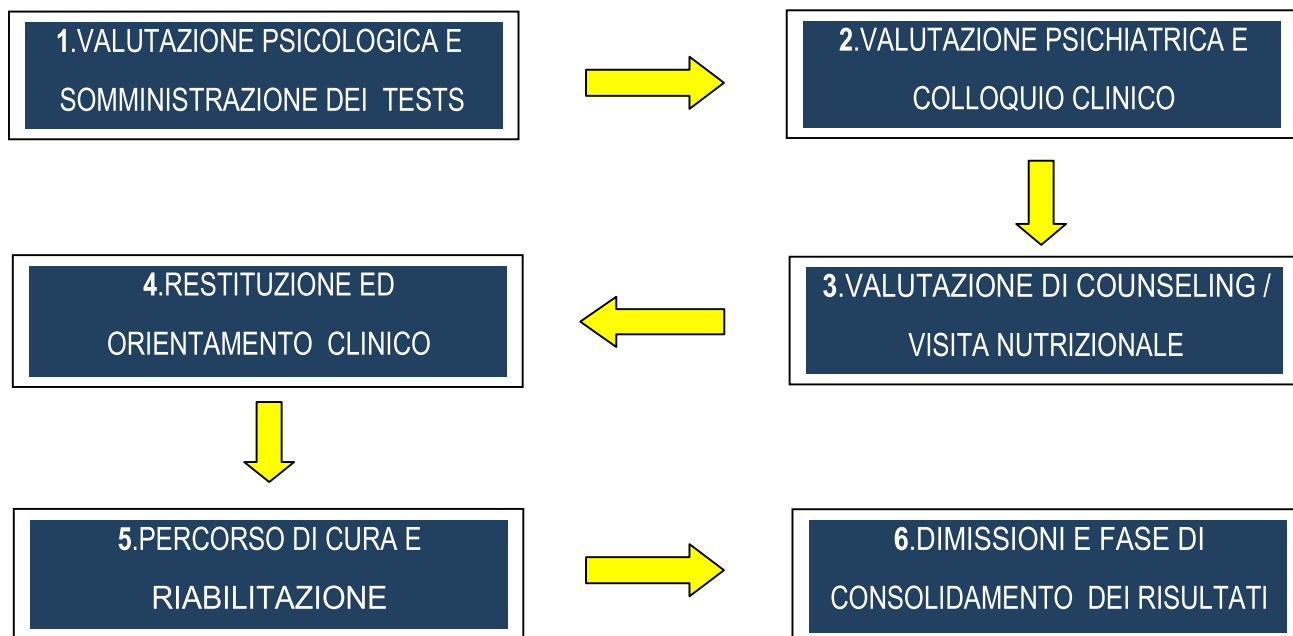 1.VALUTAZIONE PSICOLOGICA E
SOMMINISTRAZIONE DEI TESTS
2.VALUTAZIONE PSICHIATRICA E
COLLOQUIO CLINICO
3.VALUTAZIONE DI COUNSELING /
VISITA NUTRIZIONALE
4.RESTITUZIONE ED
ORIENTAMENTO CLINICO
5.PERCORSO DI CURA E
RIABILITAZIONE
6.DIMISSIONI E FASE DI
CONSOLIDAMENTO DEI RISULTATI